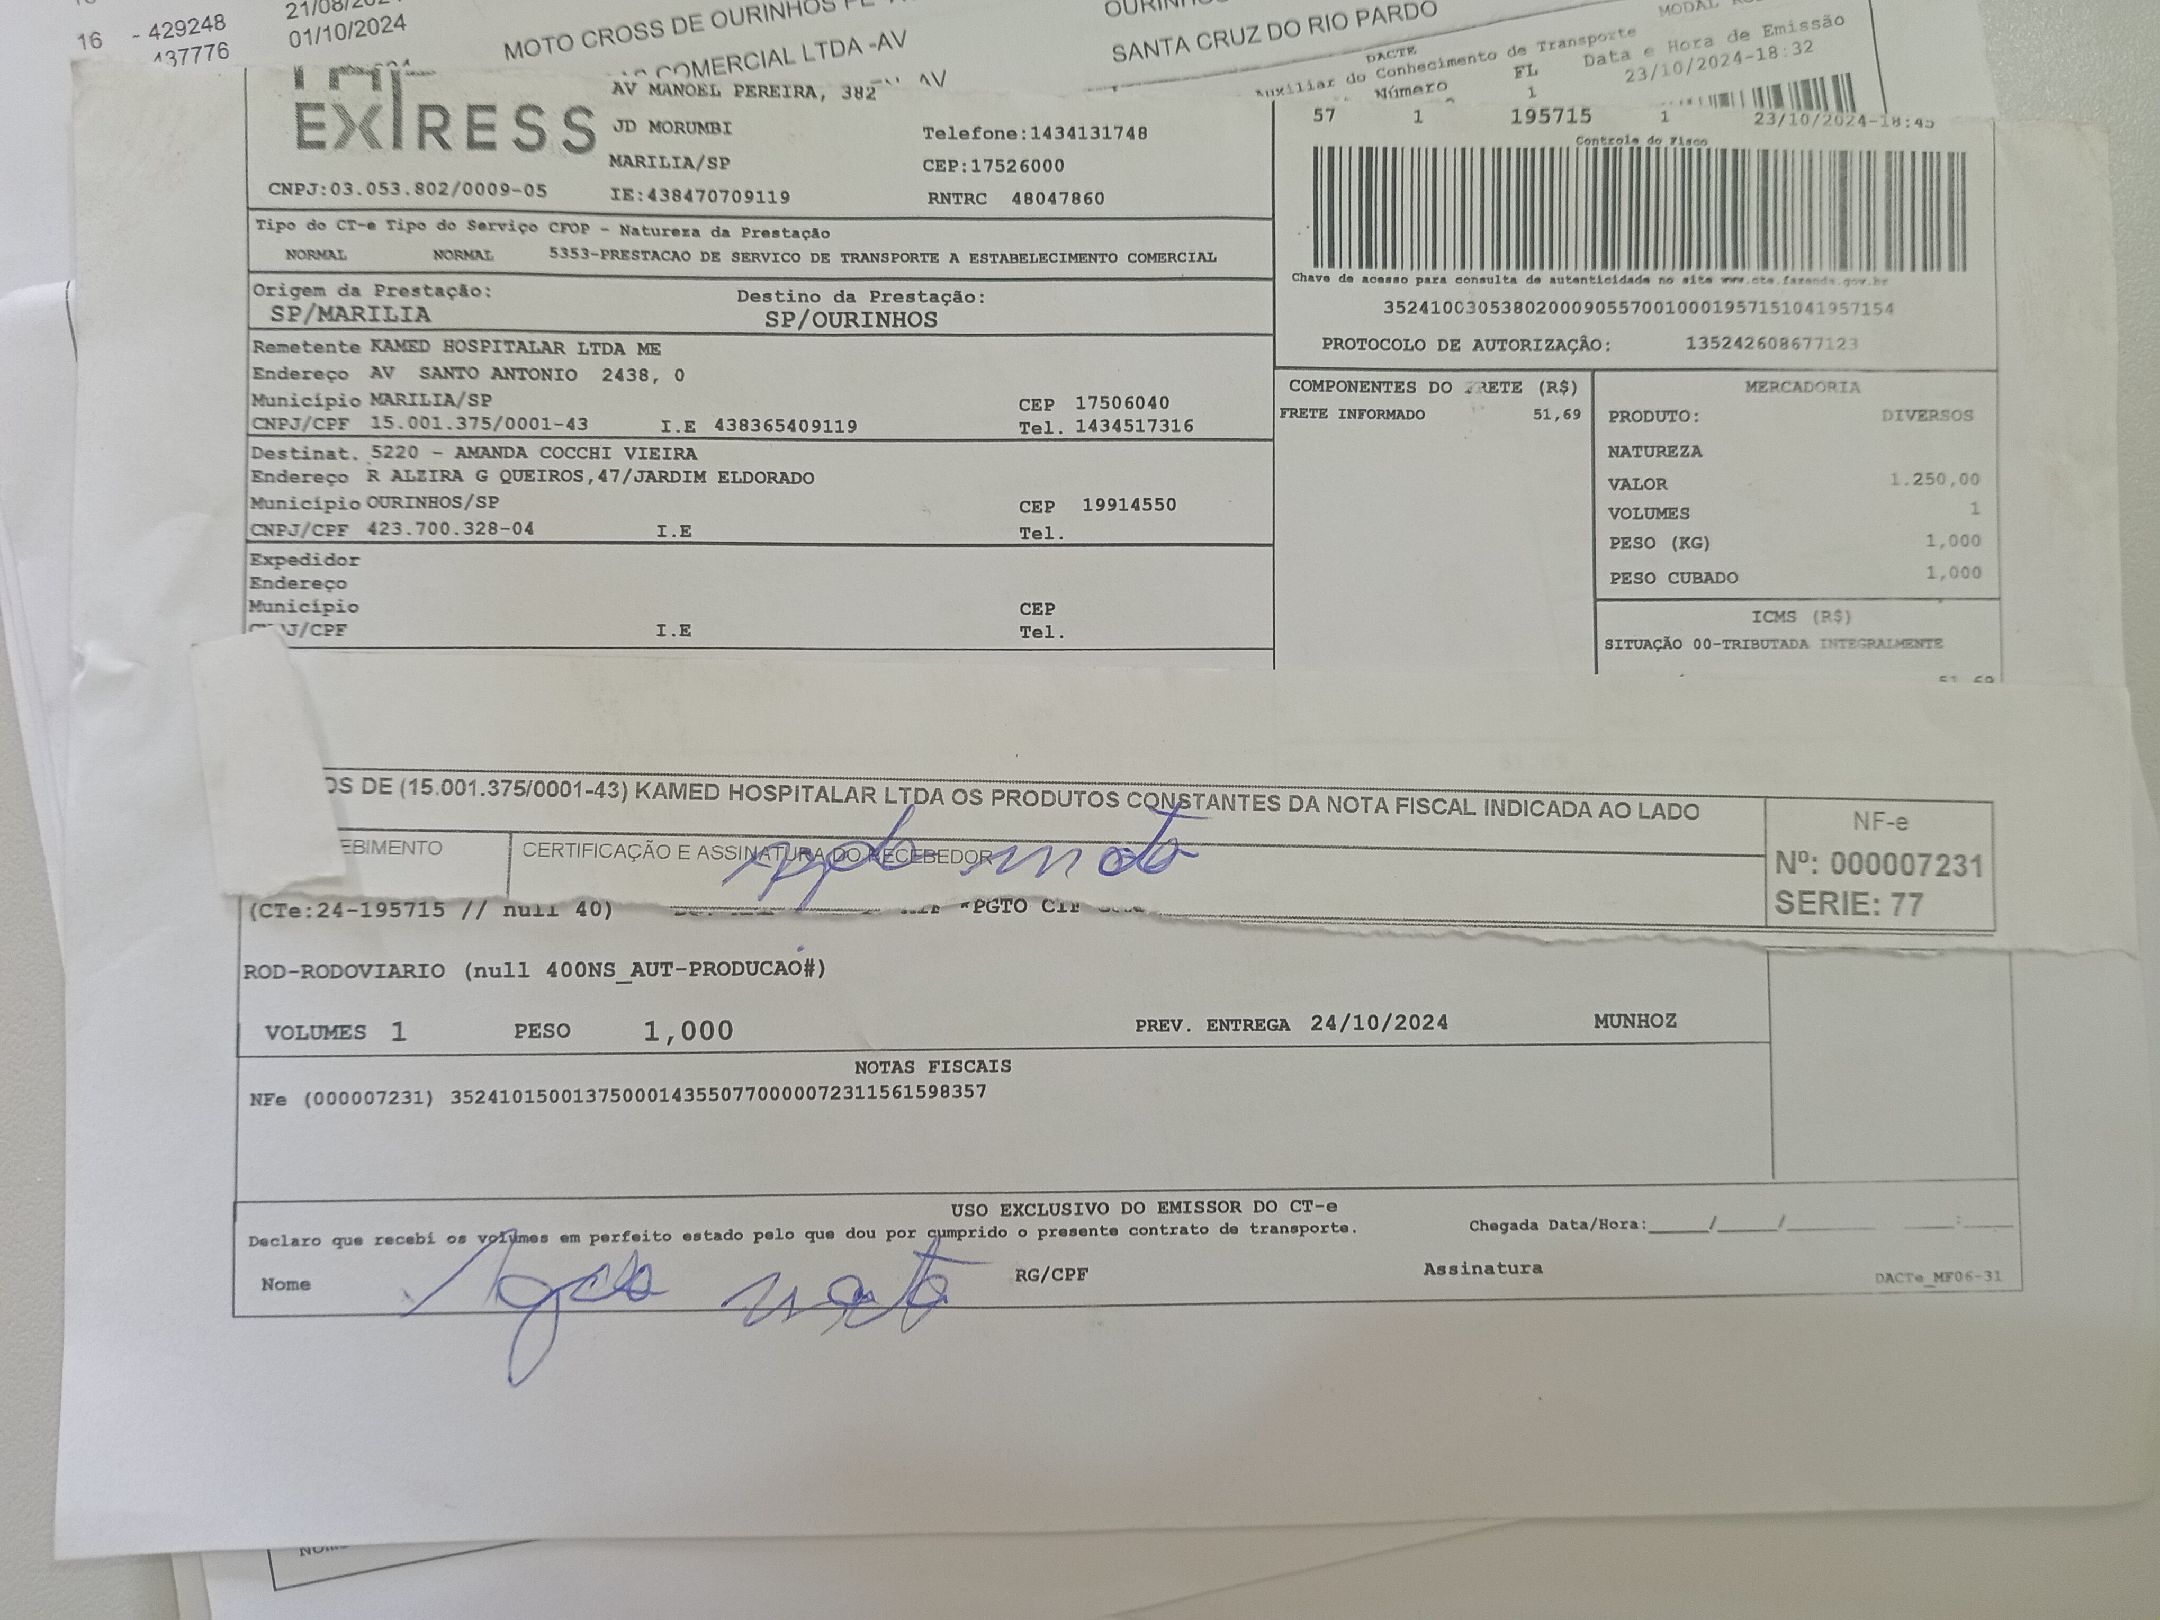 16 - 429248
437776
01/10/2024
MOTO CROSS DE OURINHOS
COMERCIAL LTDA -AV
SANTA CRUZ DO RIO PARDO
DACTE
Auxiliar do Conhecimento de Transporte
Número FL Data e Hora de Emissão
1 23/10/2024-18:32
EXPRESS
AV MANOEL PEREIRA, 382
JD MORUMBI Telefone:1434131748
MARILIA/SP CEP:17526000
CNPJ:03.053.802/0009-05 IE:438470709119 RNTRC 48047860
57 1 195715 1 23/10/2024-18:45
Controle do Fisco
Chave de acesso para consulta de autenticidade no site www.cte.fazenda.gov.br
35241003053802000905570010001957151041957154
PROTOCOLO DE AUTORIZAÇÃO: 135242608677123
Tipo do CT-e Tipo do Serviço CFOP - Natureza da Prestação
NORMAL NORMAL 5353-PRESTACAO DE SERVICO DE TRANSPORTE A ESTABELECIMENTO COMERCIAL
Origem da Prestação: Destino da Prestação:
SP/MARILIA SP/OURINHOS
Remetente KAMED HOSPITALAR LTDA ME
Endereço AV SANTO ANTONIO 2438, 0
Município MARILIA/SP CEP 17506040
CNPJ/CPF 15.001.375/0001-43 I.E 438365409119 Tel. 1434517316
Destinat. 5220 - AMANDA COCCHI VIEIRA
Endereço R ALZIRA G QUEIROS,47/JARDIM ELDORADO
Município OURINHOS/SP CEP 19914550
CNPJ/CPF 423.700.328-04 I.E Tel.
Expedidor
Endereço
Município CEP
CNPJ/CPF I.E Tel.
COMPONENTES DO FRETE (R$)
FRETE INFORMADO 51,69
MERCADORIA
PRODUTO: DIVERSOS
NATUREZA
VALOR 1.250,00
VOLUMES 1
PESO (KG) 1,000
PESO CUBADO 1,000
ICMS (R$)
SITUAÇÃO 00-TRIBUTADA INTEGRALMENTE
51,69
OS DE (15.001.375/0001-43) KAMED HOSPITALAR LTDA OS PRODUTOS CONSTANTES DA NOTA FISCAL INDICADA AO LADO
EBIMENTO CERTIFICAÇÃO E ASSINATURA DO RECEBEDOR
NF-e
Nº: 000007231
SERIE: 77
(CTe:24-195715 // null 40) *PGTO CIF
ROD-RODOVIARIO (null 400NS_AUT-PRODUCAO#)
VOLUMES 1 PESO 1,000 PREV. ENTREGA 24/10/2024 MUNHOZ
NOTAS FISCAIS
NFe (000007231) 35241015001375000143550770000072311561598357
USO EXCLUSIVO DO EMISSOR DO CT-e
Declaro que recebi os volumes em perfeito estado pelo que dou por cumprido o presente contrato de transporte. Chegada Data/Hora:____/____/____ ____:____
Nome RG/CPF Assinatura DACTe_MF06-31